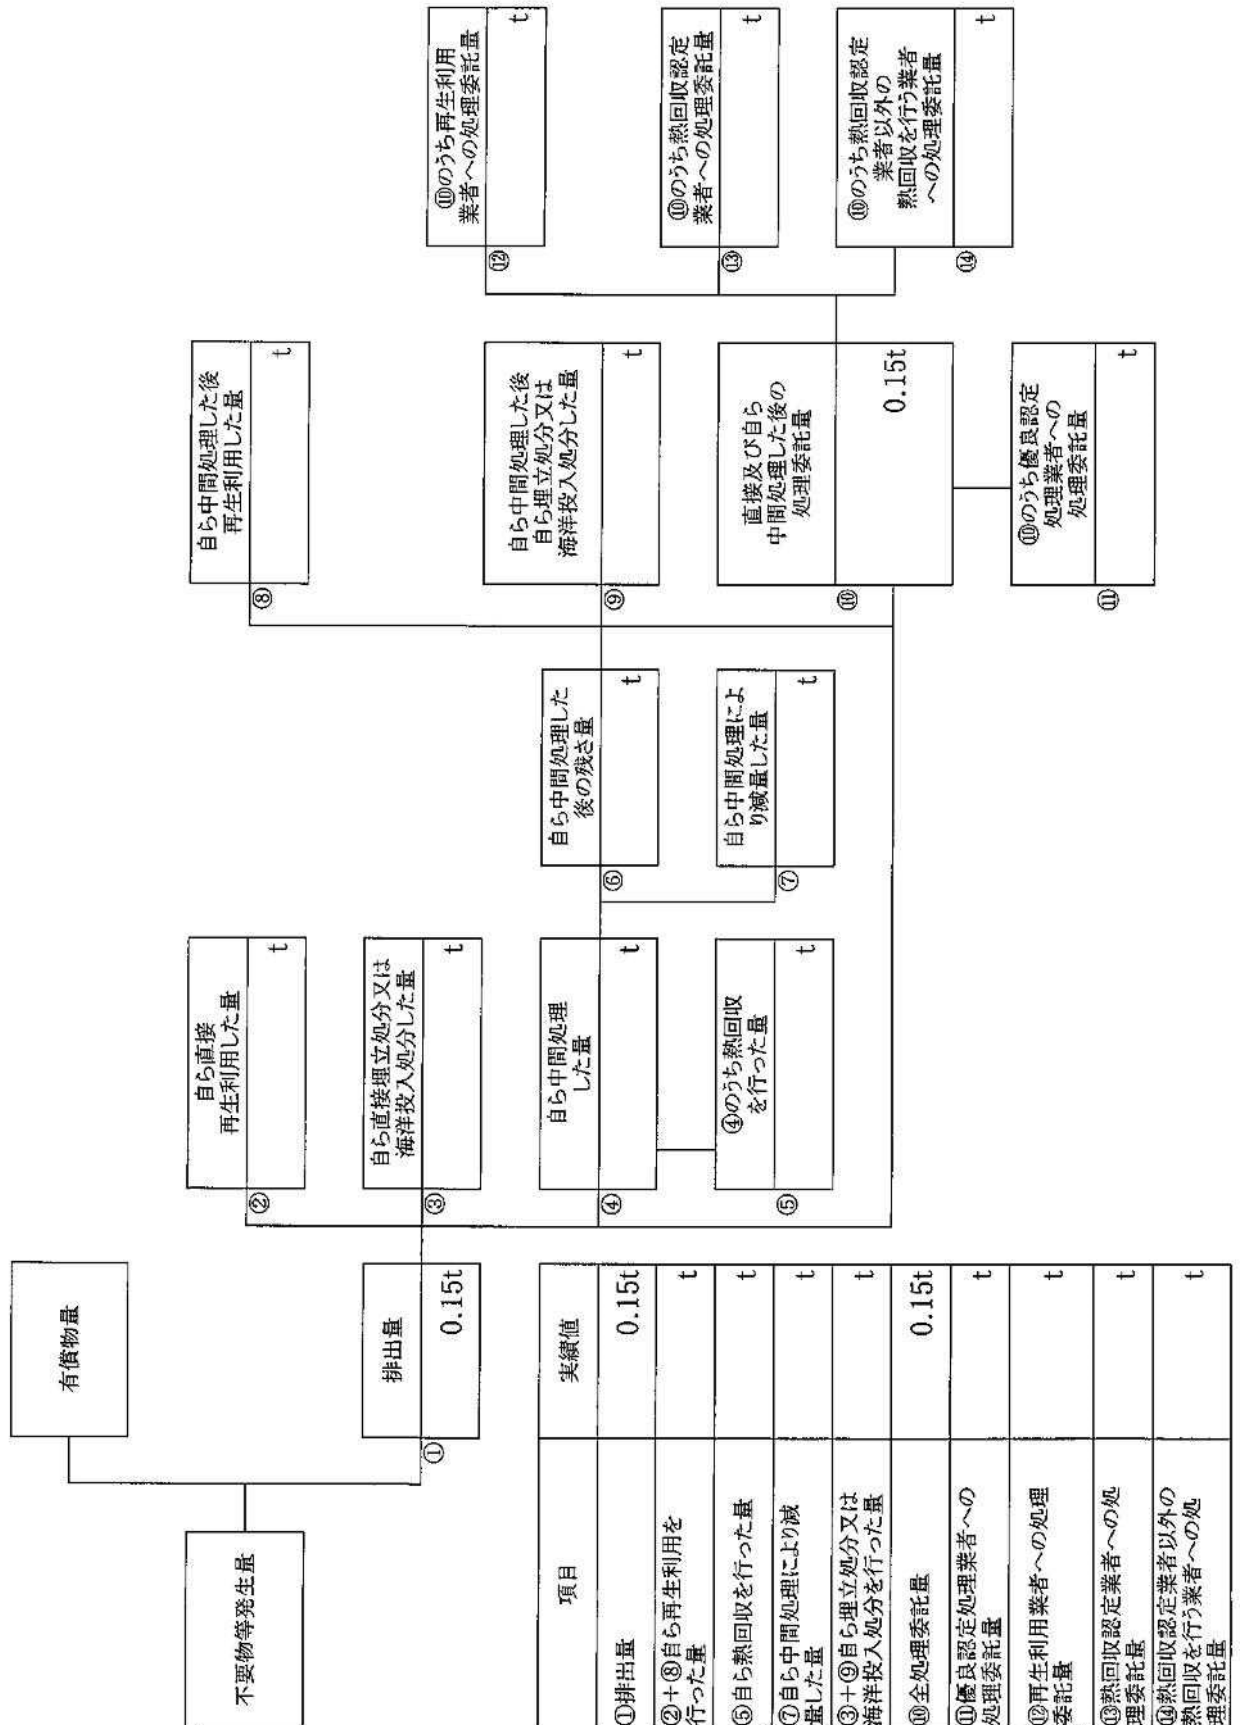 不要物等発生量
有償物量
①
排出量
0.15t
②
自ら直接
再生利用した量
t
③
自ら直接埋立処分又は
海洋投入処分した量
t
④
自ら中間処理
した量
t
⑤
④のうち熱回収
を行った量
t
⑥
自ら中間処理した
後の残さ量
t
⑦
自ら中間処理によ
り減量した量
t
⑧
自ら中間処理した後
再生利用した量
t
⑨
自ら中間処理した後
自ら埋立処分又は
海洋投入処分した量
t
⑩
直接及び自ら
中間処理した後の
処理委託量
0.15t
⑪
⑩のうち優良認定
処理業者への
処理委託量
t
⑫
⑩のうち再生利用
業者への処理委託量
t
⑬
⑩のうち熱回収認定
業者への処理委託量
t
⑭
⑩のうち熱回収認定
業者以外の
熱回収を行う業者
への処理委託量
t
項目 実績値
①排出量 0.15t
②+⑧自ら再生利用を
行った量 t
⑤自ら熱回収を行った量 t
⑦自ら中間処理により減
量した量 t
③+⑨自ら埋立処分又は
海洋投入処分を行った量 t
⑩全処理委託量 0.15t
⑪優良認定処理業者への
処理委託量 t
⑫再生利用業者への処理
委託量 t
⑬熱回収認定業者への処
理委託量 t
⑭熱回収認定業者以外の
熱回収を行う業者への処
理委託量 t